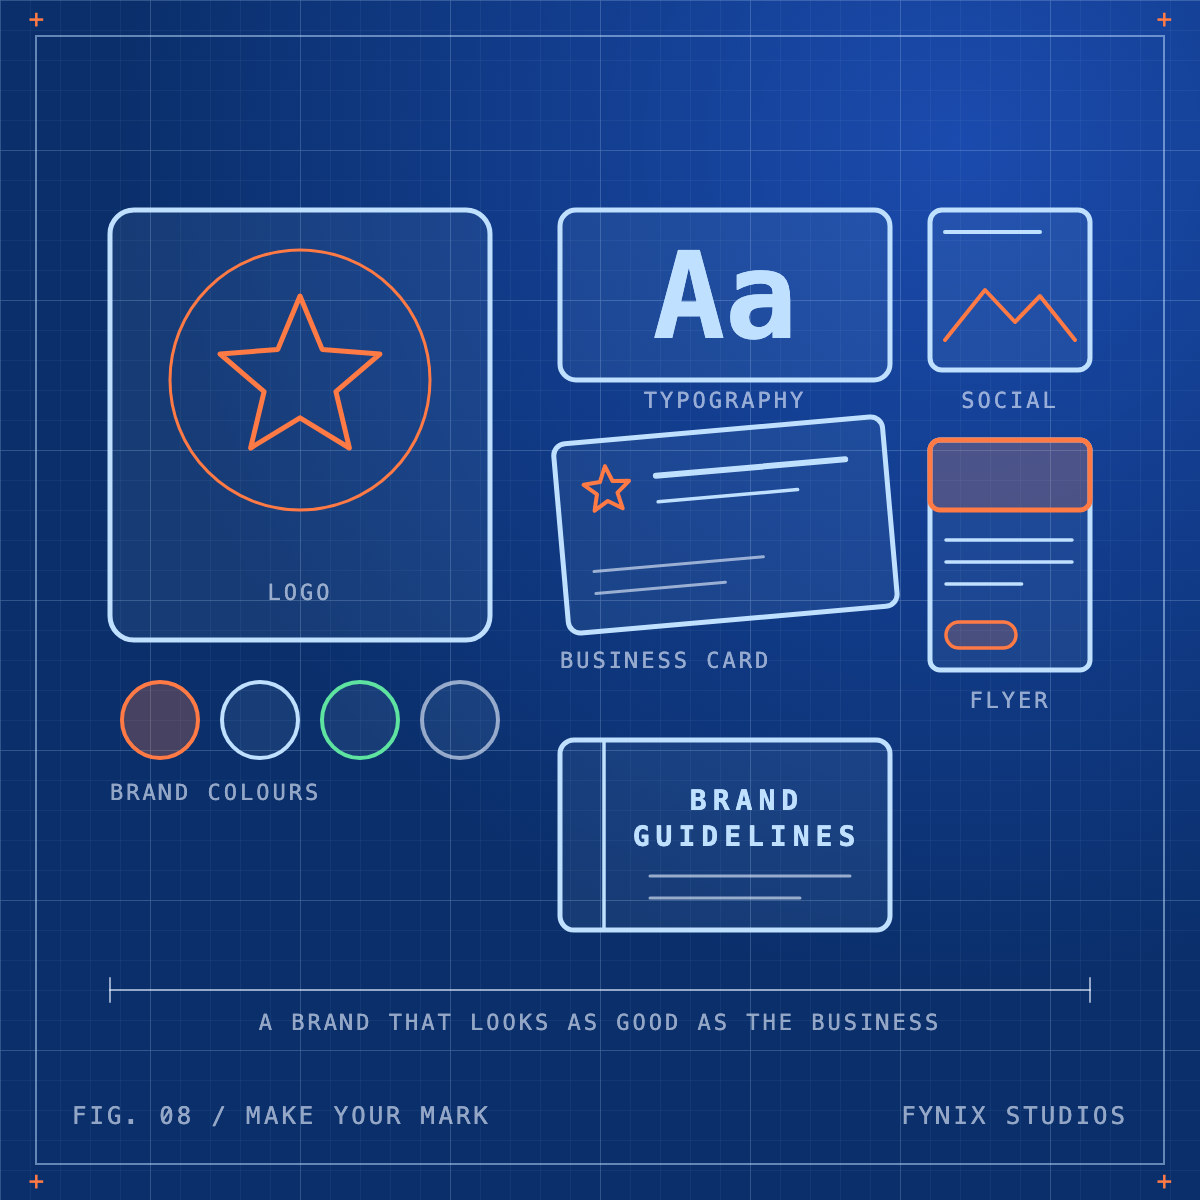 Aa
TYPOGRAPHY
SOCIAL
LOGO
BUSINESS CARD
FLYER
BRAND COLOURS
BRAND
GUIDELINES
A BRAND THAT LOOKS AS GOOD AS THE BUSINESS
FIG. 08 / MAKE YOUR MARK
FYNIX STUDIOS